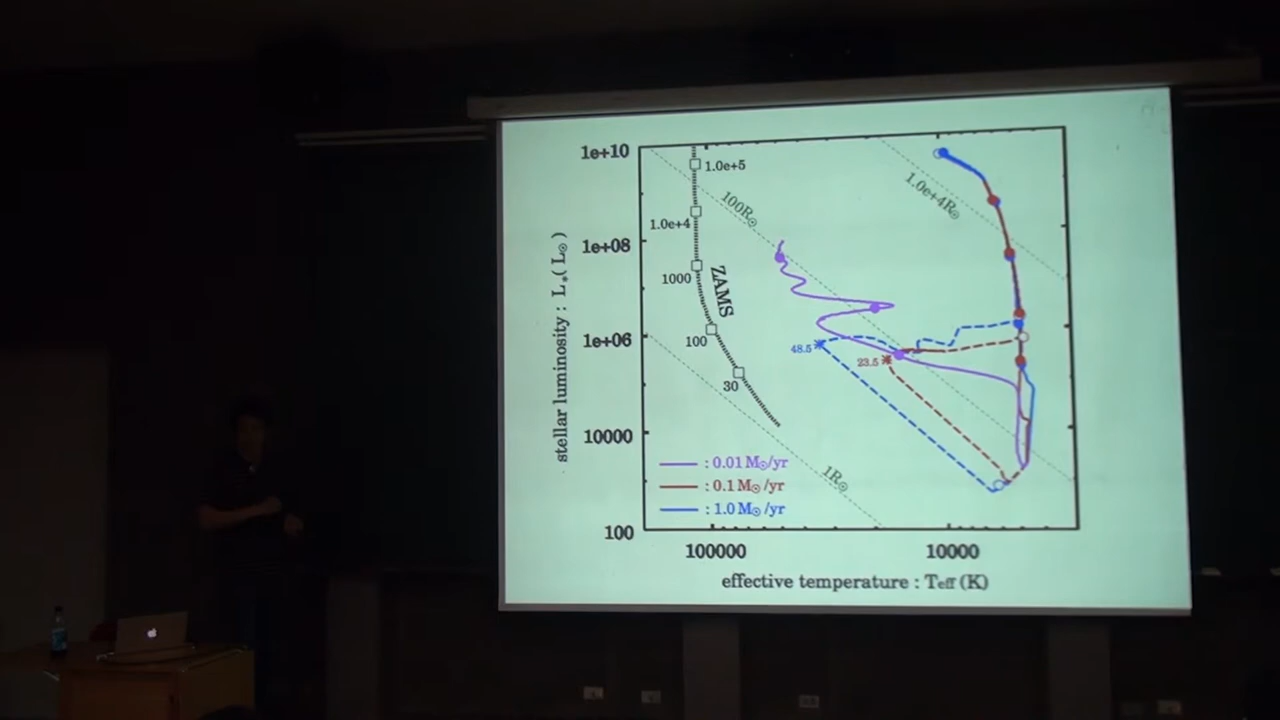 1e+10
1e+08
1e+06
10000
100
stellar luminosity : L*( L⊙ )
1.0e+5
1.0e+4
1000
100
30
ZAMS
100R⊙
1.0e+4R⊙
1R⊙
48.5
23.5
: 0.01 M⊙/yr
: 0.1 M⊙ /yr
: 1.0 M⊙ /yr
100000
10000
effective temperature : Teff (K)